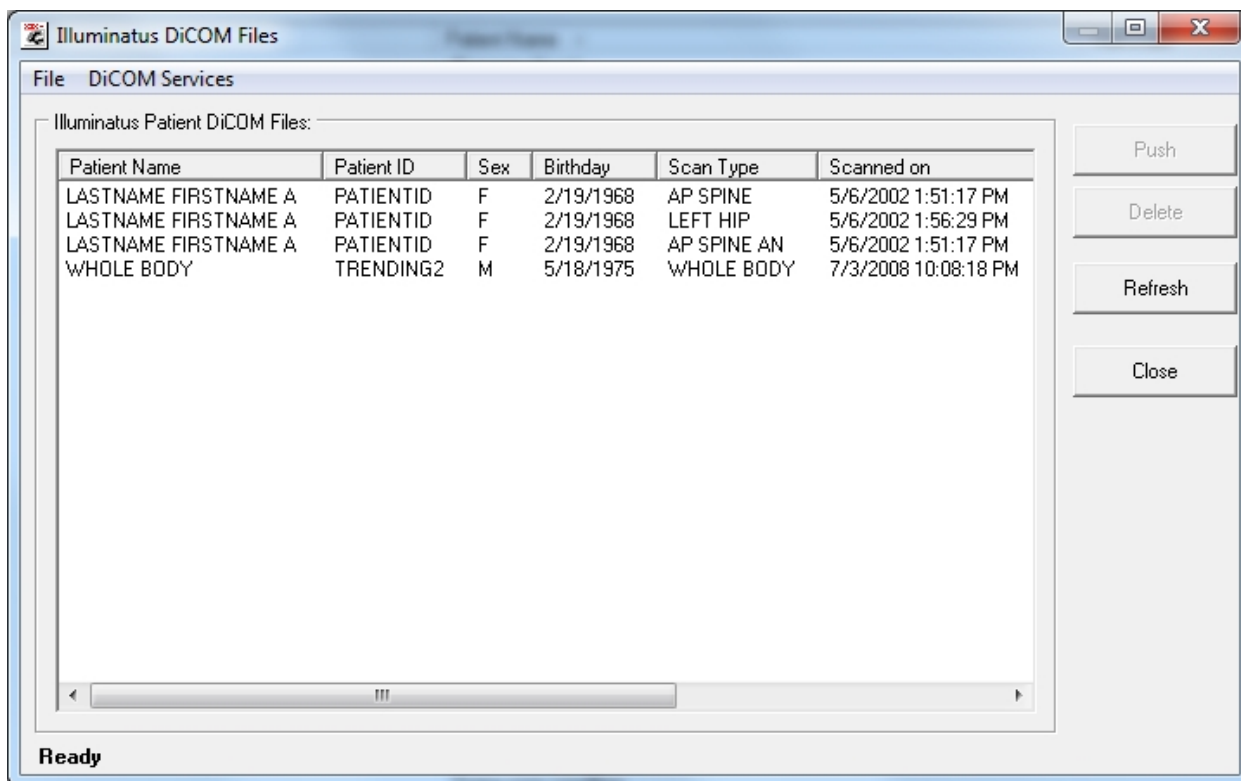 Illuminatus DiCOM Files
File DiCOM Services
Illuminatus Patient DiCOM Files:
Patient Name Patient ID Sex Birthday Scan Type Scanned on
LASTNAME FIRSTNAME A PATIENTID F 2/19/1968 AP SPINE 5/6/2002 1:51:17 PM
LASTNAME FIRSTNAME A PATIENTID F 2/19/1968 LEFT HIP 5/6/2002 1:56:29 PM
LASTNAME FIRSTNAME A PATIENTID F 2/19/1968 AP SPINE AN 5/6/2002 1:51:17 PM
WHOLE BODY TRENDING2 M 5/18/1975 WHOLE BODY 7/3/2008 10:08:18 PM
Push
Delete
Refresh
Close
Ready